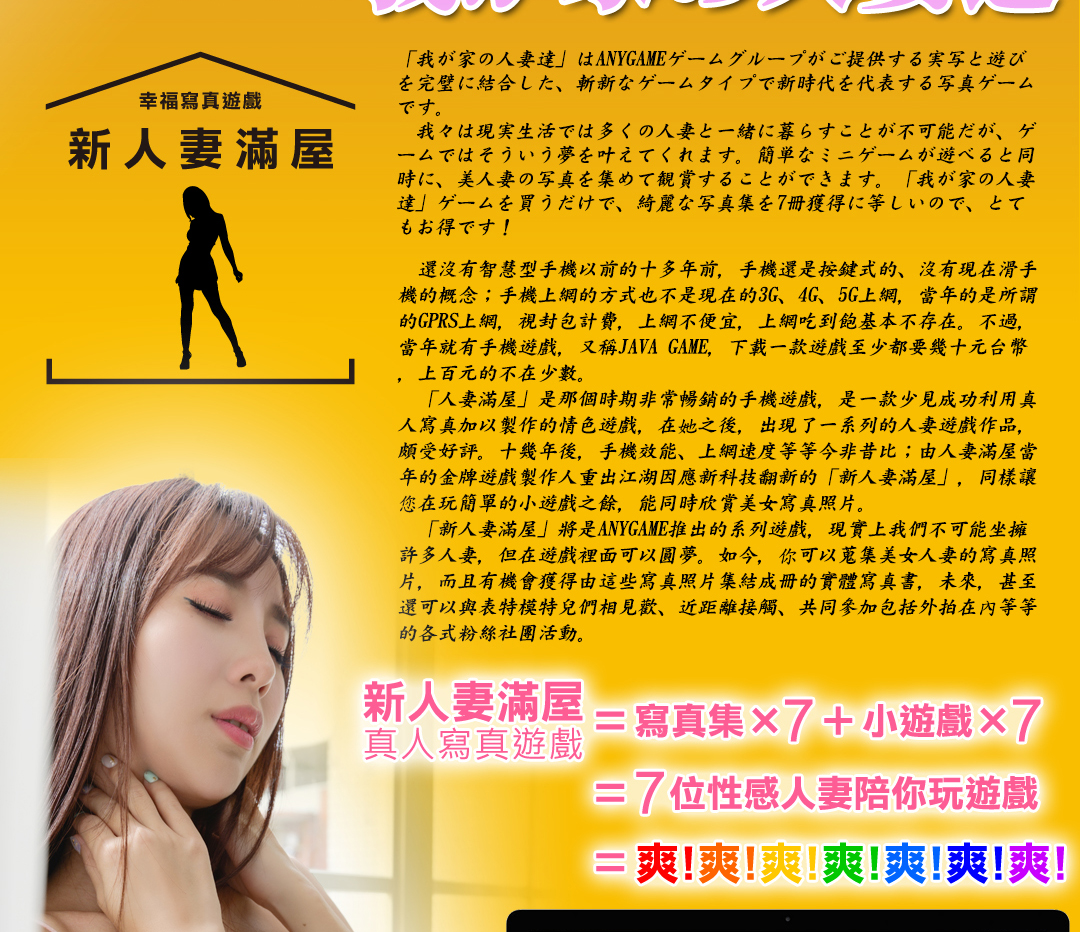 幸福寫真遊戲
新人妻滿屋
「我が家の人妻達」はANYGAMEゲームグループがご提供する実写と遊び
を完璧に結合した、斬新なゲームタイプで新時代を代表する写真ゲーム
です。
我々は現実生活では多くの人妻と一緒に暮らすことが不可能だが、ゲ
ームではそういう夢を叶えてくれます。簡単なミニゲームが遊べると同
時に、美人妻の写真を集めて観賞することができます。「我が家の人妻
達」ゲームを買うだけで、綺麗な写真集を7冊獲得に等しいので、とて
もお得です！
還沒有智慧型手機以前的十多年前，手機還是按鍵式的、沒有現在滑手
機的概念；手機上網的方式也不是現在的3G、4G、5G上網，當年的是所謂
的GPRS上網，視封包計費，上網不便宜，上網吃到飽基本不存在。不過，
當年就有手機遊戲，又稱JAVA GAME，下載一款遊戲至少都要幾十元台幣
，上百元的不在少數。
「人妻滿屋」是那個時期非常暢銷的手機遊戲，是一款少見成功利用真
人寫真加以製作的情色遊戲，在她之後，出現了一系列的人妻遊戲作品，
頗受好評。十幾年後，手機效能、上網速度等等今非昔比；由人妻滿屋當
年的金牌遊戲製作人重出江湖因應新科技翻新的「新人妻滿屋」，同樣讓
您在玩簡單的小遊戲之餘，能同時欣賞美女寫真照片。
「新人妻滿屋」將是ANYGAME推出的系列遊戲，現實上我們不可能坐擁
許多人妻，但在遊戲裡面可以圓夢。如今，你可以蒐集美女人妻的寫真照
片，而且有機會獲得由這些寫真照片集結成冊的實體寫真書，未來，甚至
還可以與表特模特兒們相見歡、近距離接觸、共同參加包括外拍在內等等
的各式粉絲社團活動。
新人妻滿屋
真人寫真遊戲
＝寫真集×7＋小遊戲×7
＝7位性感人妻陪你玩遊戲
＝爽!爽!爽!爽!爽!爽!爽!